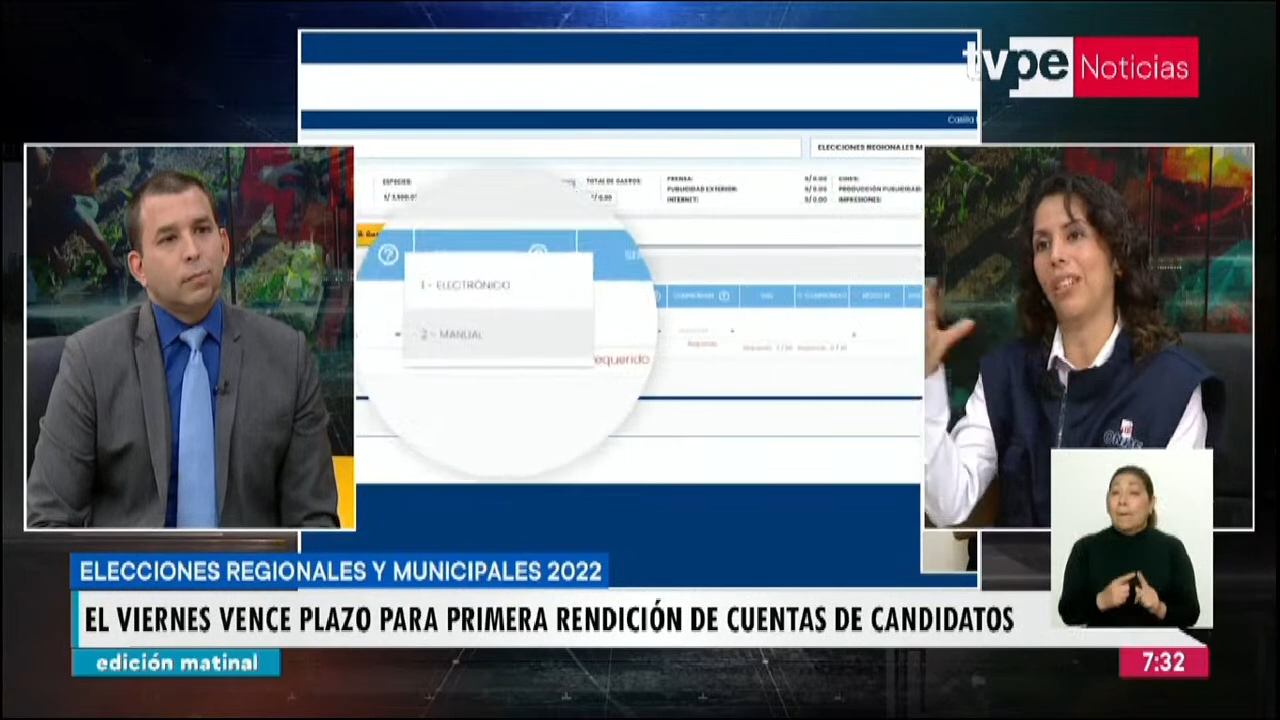 tvpe Noticias
ELECCIONES REGIONALES M
ESPECIES:
TOTAL DE GASTOS:
PRENSA:
S/ 0.00
CINES:
PUBLICIDAD EXTERIOR:
S/ 0.00
PRODUCCIÓN PUBLICIDAD:
INTERNET:
S/ 0.00
IMPRESIONES:
1 - ELECTRÓNICO
2 - MANUAL
equerido
ONPE
ELECCIONES REGIONALES Y MUNICIPALES 2022
EL VIERNES VENCE PLAZO PARA PRIMERA RENDICIÓN DE CUENTAS DE CANDIDATOS
edición matinal
7:32